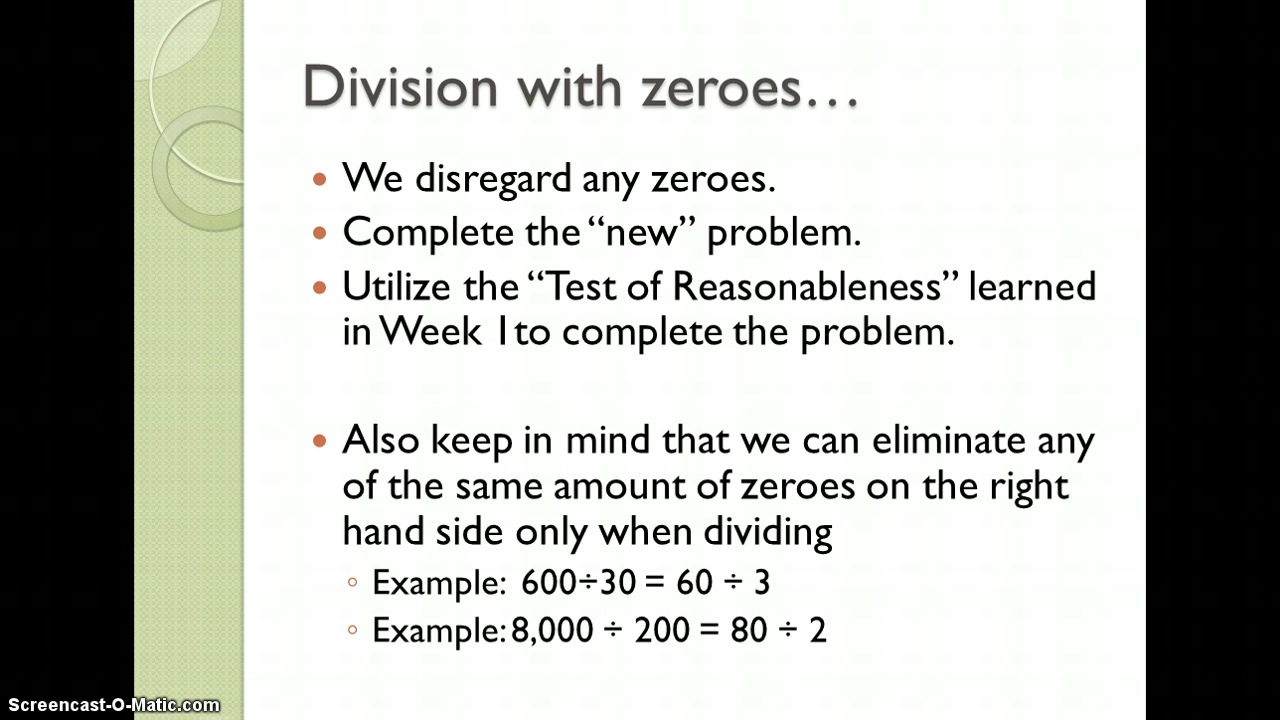 Division with zeroes…
• We disregard any zeroes.
• Complete the “new” problem.
• Utilize the “Test of Reasonableness” learned
in Week 1to complete the problem.
• Also keep in mind that we can eliminate any
of the same amount of zeroes on the right
hand side only when dividing
◦ Example: 600÷30 = 60 ÷ 3
◦ Example: 8,000 ÷ 200 = 80 ÷ 2
Screencast-O-Matic.com